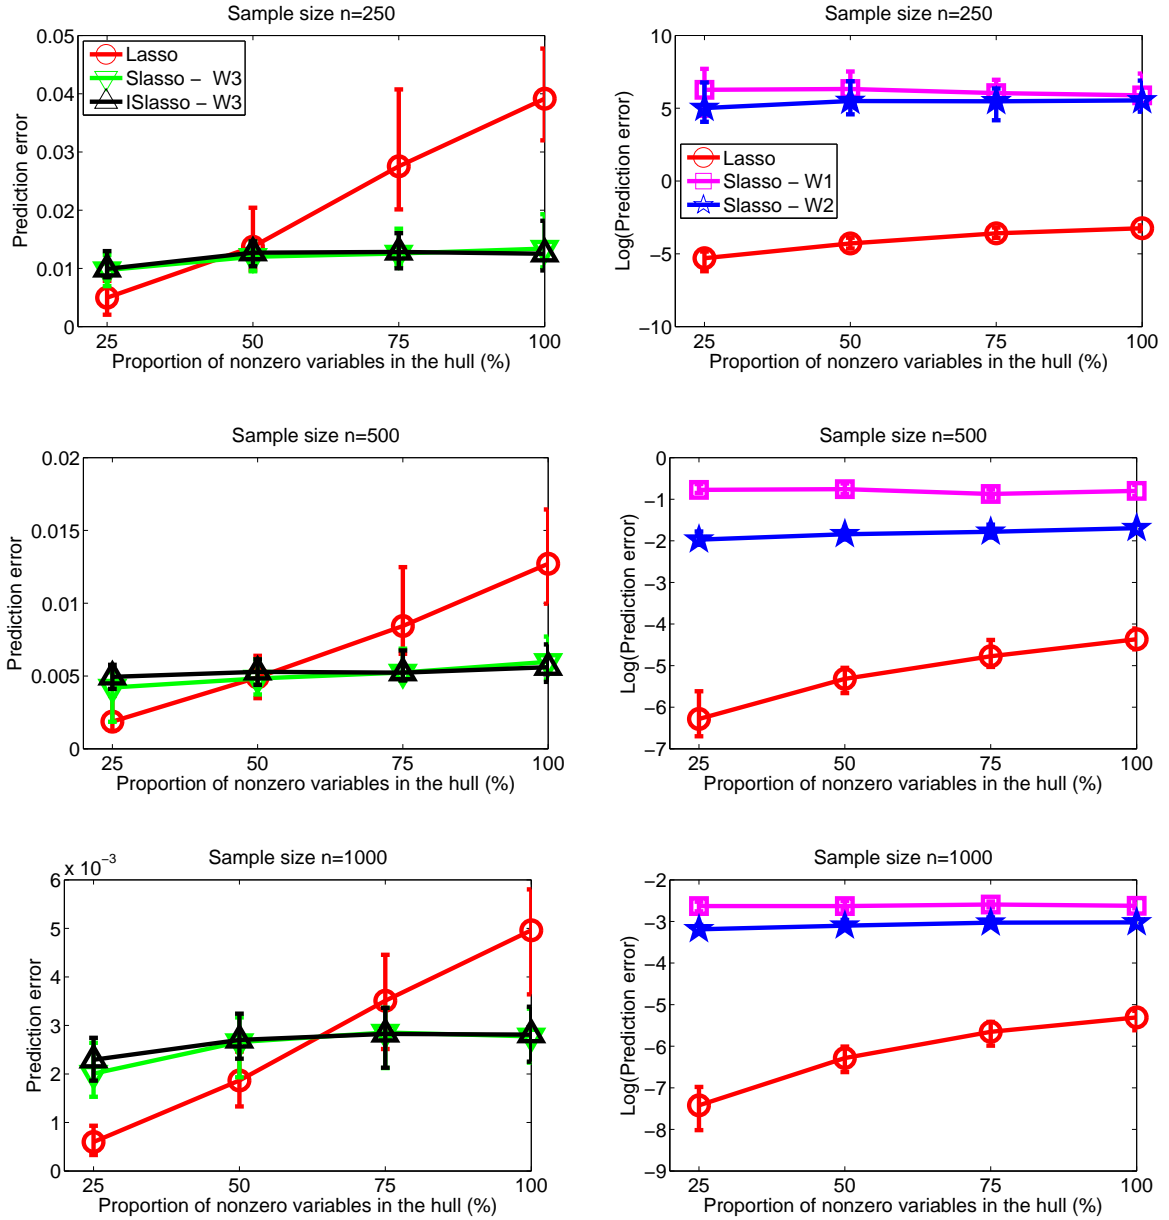 Sample size n=250
0.05
0.04
0.03
0.02
0.01
0
Prediction error
Lasso
Slasso − W3
ISlasso − W3
25 50 75 100
Proportion of nonzero variables in the hull (%)
Sample size n=250
10
5
0
−5
−10
Log(Prediction error)
Lasso
Slasso − W1
Slasso − W2
25 50 75 100
Proportion of nonzero variables in the hull (%)
Sample size n=500
0.02
0.015
0.01
0.005
0
Prediction error
25 50 75 100
Proportion of nonzero variables in the hull (%)
Sample size n=500
0
−1
−2
−3
−4
−5
−6
−7
Log(Prediction error)
25 50 75 100
Proportion of nonzero variables in the hull (%)
Sample size n=1000
x 10−3
6
5
4
3
2
1
0
Prediction error
25 50 75 100
Proportion of nonzero variables in the hull (%)
Sample size n=1000
−2
−3
−4
−5
−6
−7
−8
−9
Log(Prediction error)
25 50 75 100
Proportion of nonzero variables in the hull (%)